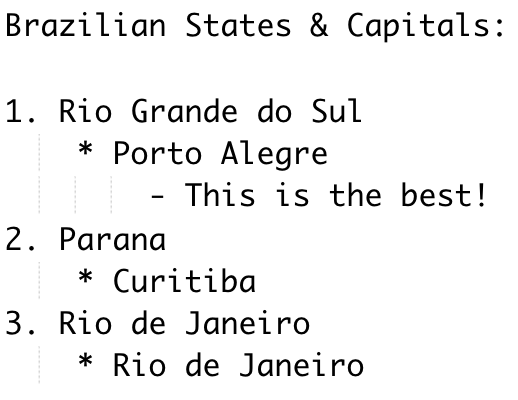 Brazilian States & Capitals:
1. Rio Grande do Sul
* Porto Alegre
- This is the best!
2. Parana
* Curitiba
3. Rio de Janeiro
* Rio de Janeiro